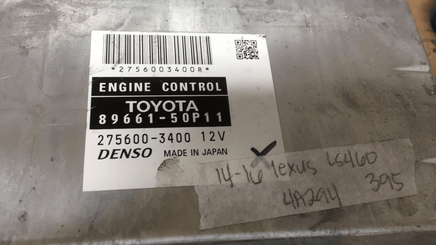 *2756003400R*
ENGINE CONTROL
TOYOTA
89661-50P11
275600-3400 12V
DENSO MADE IN JAPAN
14-16 lexus LS460
4A294 395